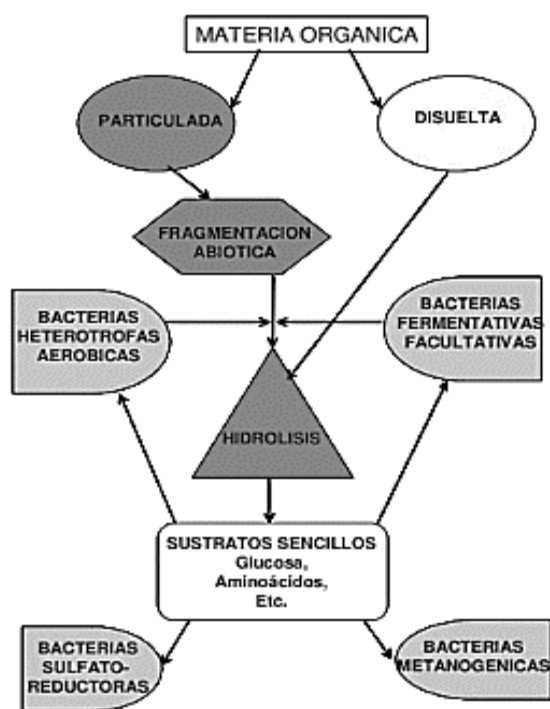 MATERIA ORGANICA
PARTICULADA
DISUELTA
FRAGMENTACION
ABIOTICA
BACTERIAS
HETEROTROFAS
AEROBICAS
BACTERIAS
FERMENTATIVAS
FACULTATIVAS
HIDROLISIS
SUSTRATOS SENCILLOS
Glucosa,
Aminoácidos,
Etc.
BACTERIAS
SULFATO-
REDUCTORAS
BACTERIAS
METANOGENICAS